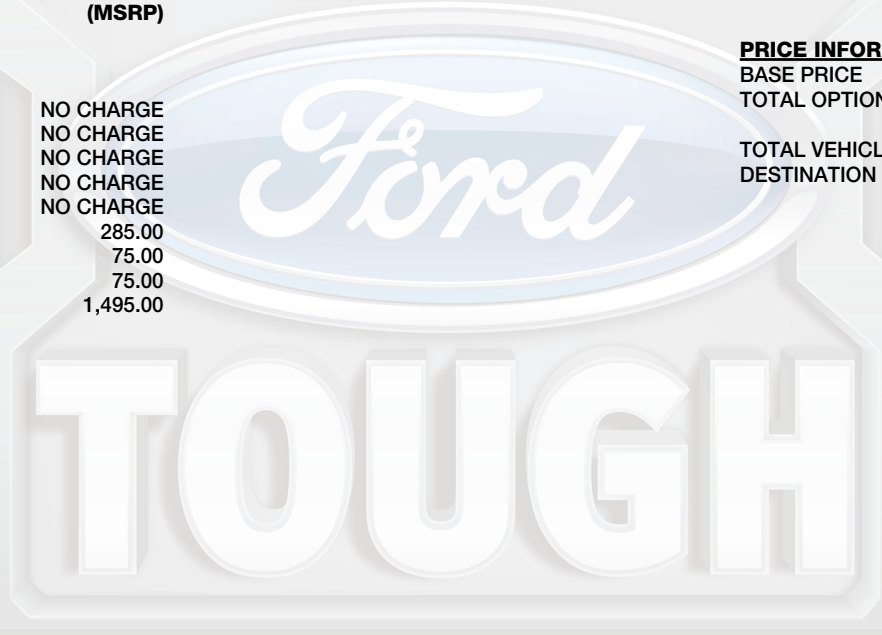 (MSRP)
NO CHARGE
NO CHARGE
NO CHARGE
NO CHARGE
NO CHARGE
285.00
75.00
75.00
1,495.00
PRICE INFOR
BASE PRICE
TOTAL OPTION
TOTAL VEHICL
DESTINATION
Ford
TOUGH